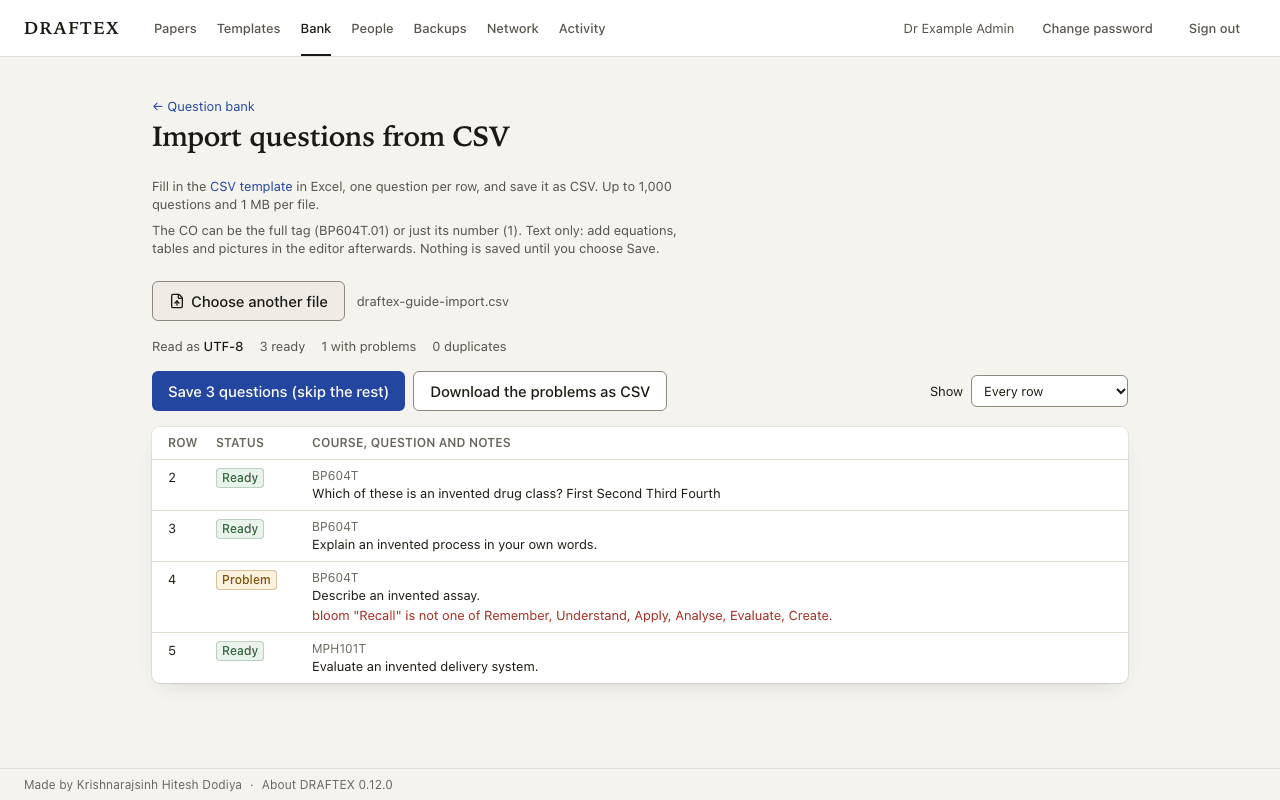 DRAFTEX Papers Templates Bank People Backups Network Activity Dr Example Admin Change password Sign out
← Question bank
Import questions from CSV
Fill in the CSV template in Excel, one question per row, and save it as CSV. Up to 1,000
questions and 1 MB per file.
The CO can be the full tag (BP604T.01) or just its number (1). Text only: add equations,
tables and pictures in the editor afterwards. Nothing is saved until you choose Save.
Choose another file draftex-guide-import.csv
Read as UTF-8 3 ready 1 with problems 0 duplicates
Save 3 questions (skip the rest) Download the problems as CSV Show Every row
ROW STATUS COURSE, QUESTION AND NOTES
2 Ready BP604T
Which of these is an invented drug class? First Second Third Fourth
3 Ready BP604T
Explain an invented process in your own words.
4 Problem BP604T
Describe an invented assay.
bloom "Recall" is not one of Remember, Understand, Apply, Analyse, Evaluate, Create.
5 Ready MPH101T
Evaluate an invented delivery system.
Made by Krishnarajsinh Hitesh Dodiya · About DRAFTEX 0.12.0